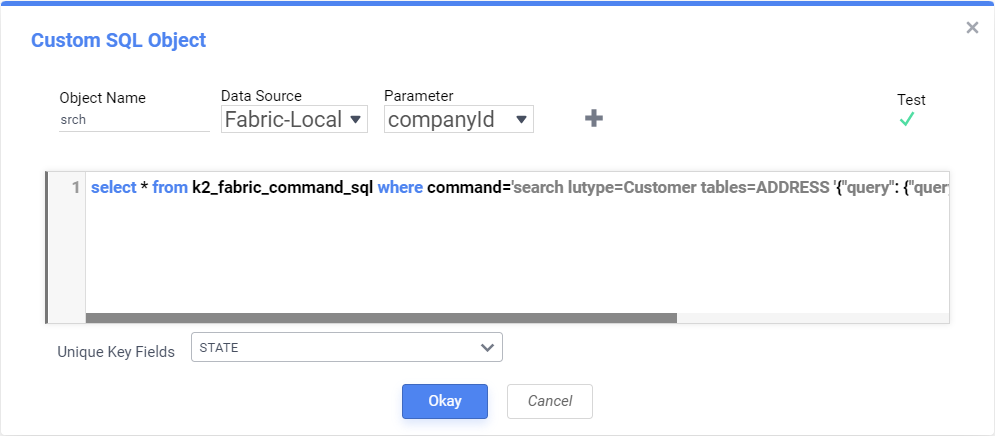 Custom SQL Object
Object Name
Data Source
Parameter
Test
srch
Fabric-Local
companyId
1
select * from k2_fabric_command_sql where command='search lutype=Customer tables=ADDRESS '{"query": {"quer
Unique Key Fields
STATE
Okay
Cancel